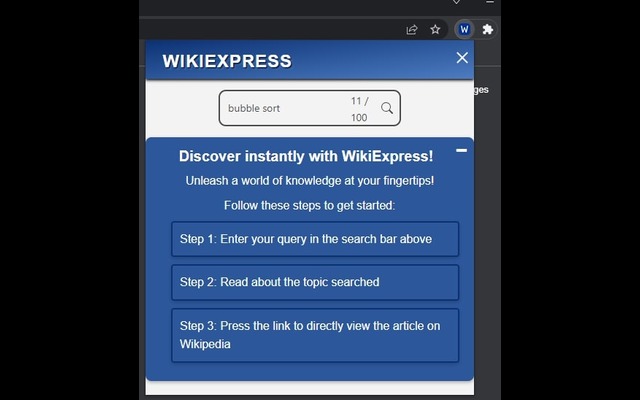 W
WIKIEXPRESS
ges
bubble sort
11 /
100
Discover instantly with WikiExpress!
Unleash a world of knowledge at your fingertips!
Follow these steps to get started:
Step 1: Enter your query in the search bar above
Step 2: Read about the topic searched
Step 3: Press the link to directly view the article on
Wikipedia